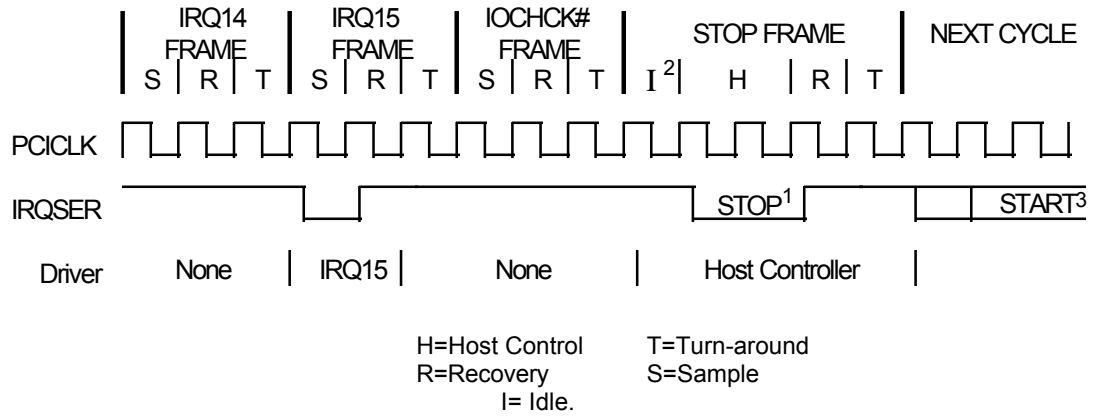 IRQ14 FRAME IRQ15 FRAME IOCHCK# FRAME STOP FRAME NEXT CYCLE
S R T S R T S R T I 2 H R T
PCICLK
IRQSER STOP1 START3
Driver None IRQ15 None Host Controller
H=Host Control T=Turn-around
R=Recovery S=Sample
I= Idle.